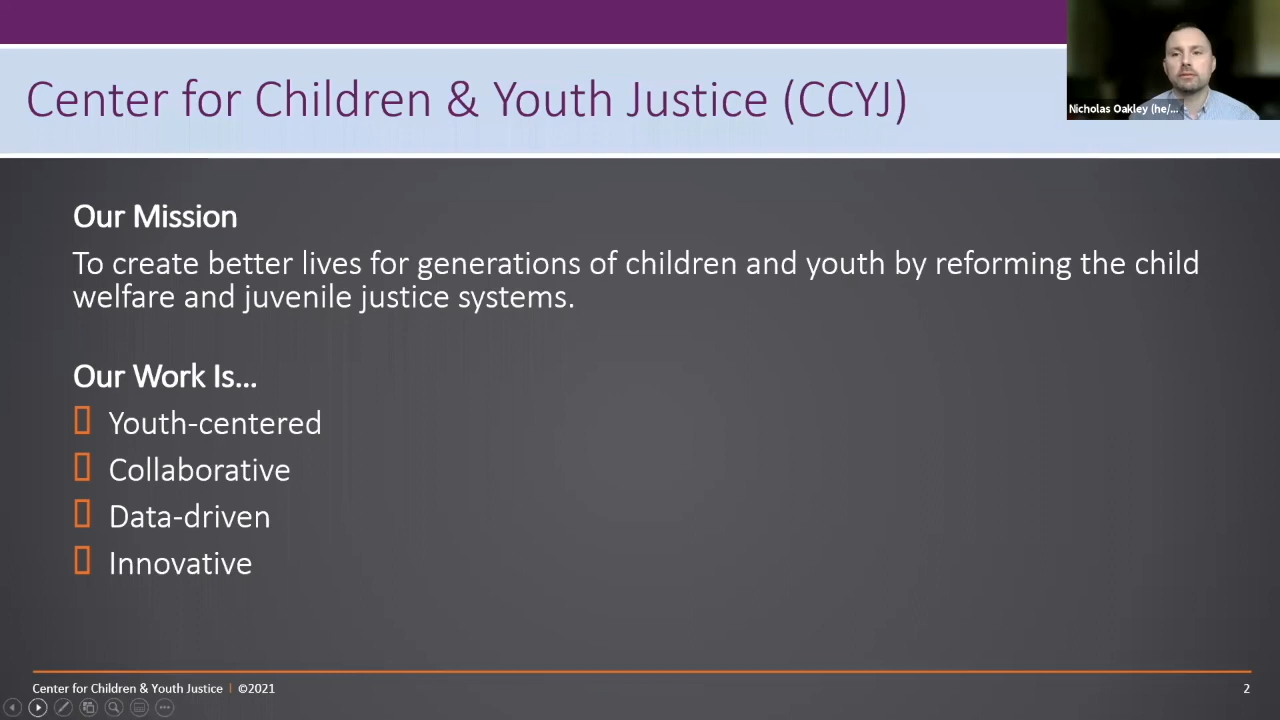 Center for Children & Youth Justice (CCYJ)
Nicholas Oakley (he/...
Our Mission
To create better lives for generations of children and youth by reforming the child
welfare and juvenile justice systems.
Our Work Is...
Youth-centered
Collaborative
Data-driven
Innovative
Center for Children & Youth Justice | ©2021
2